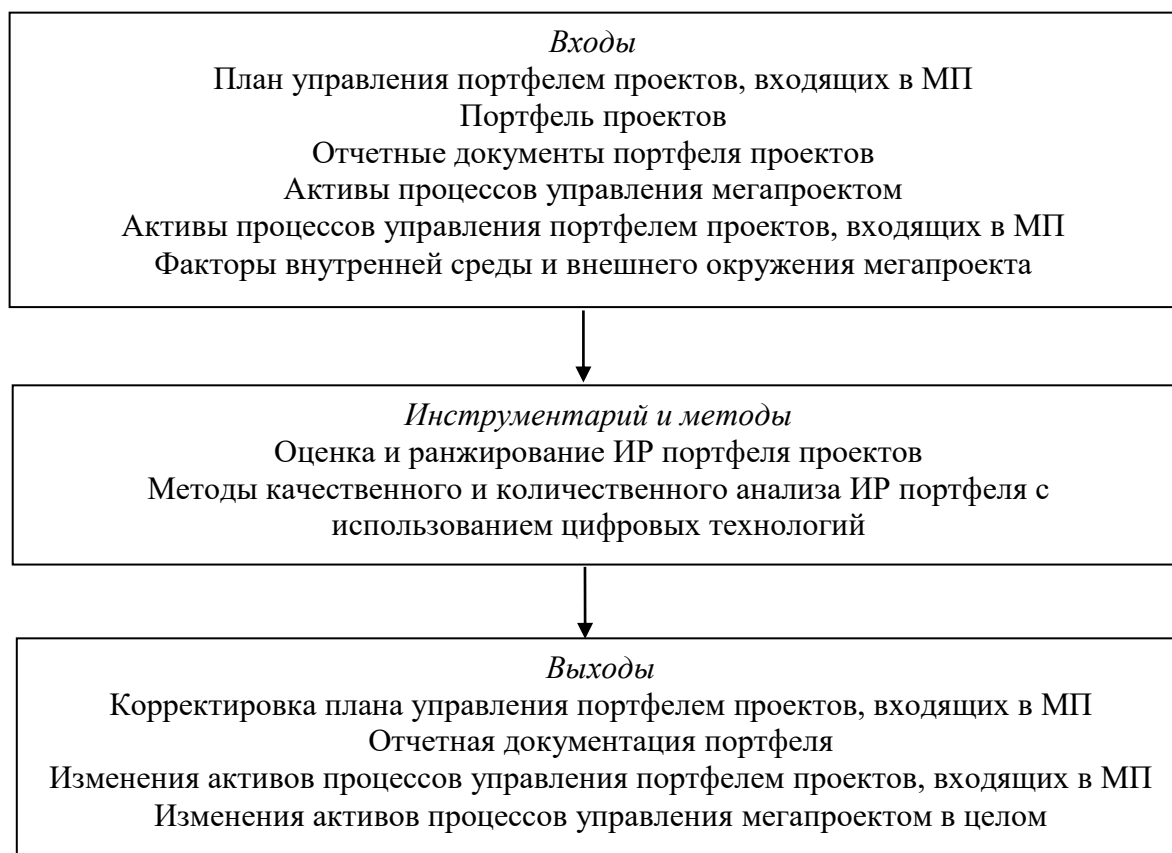 Входы
План управления портфелем проектов, входящих в МП
Портфель проектов
Отчетные документы портфеля проектов
Активы процессов управления мегапроектом
Активы процессов управления портфелем проектов, входящих в МП
Факторы внутренней среды и внешнего окружения мегапроекта
Инструментарий и методы
Оценка и ранжирование ИР портфеля проектов
Методы качественного и количественного анализа ИР портфеля с
использованием цифровых технологий
Выходы
Корректировка плана управления портфелем проектов, входящих в МП
Отчетная документация портфеля
Изменения активов процессов управления портфелем проектов, входящих в МП
Изменения активов процессов управления мегапроектом в целом